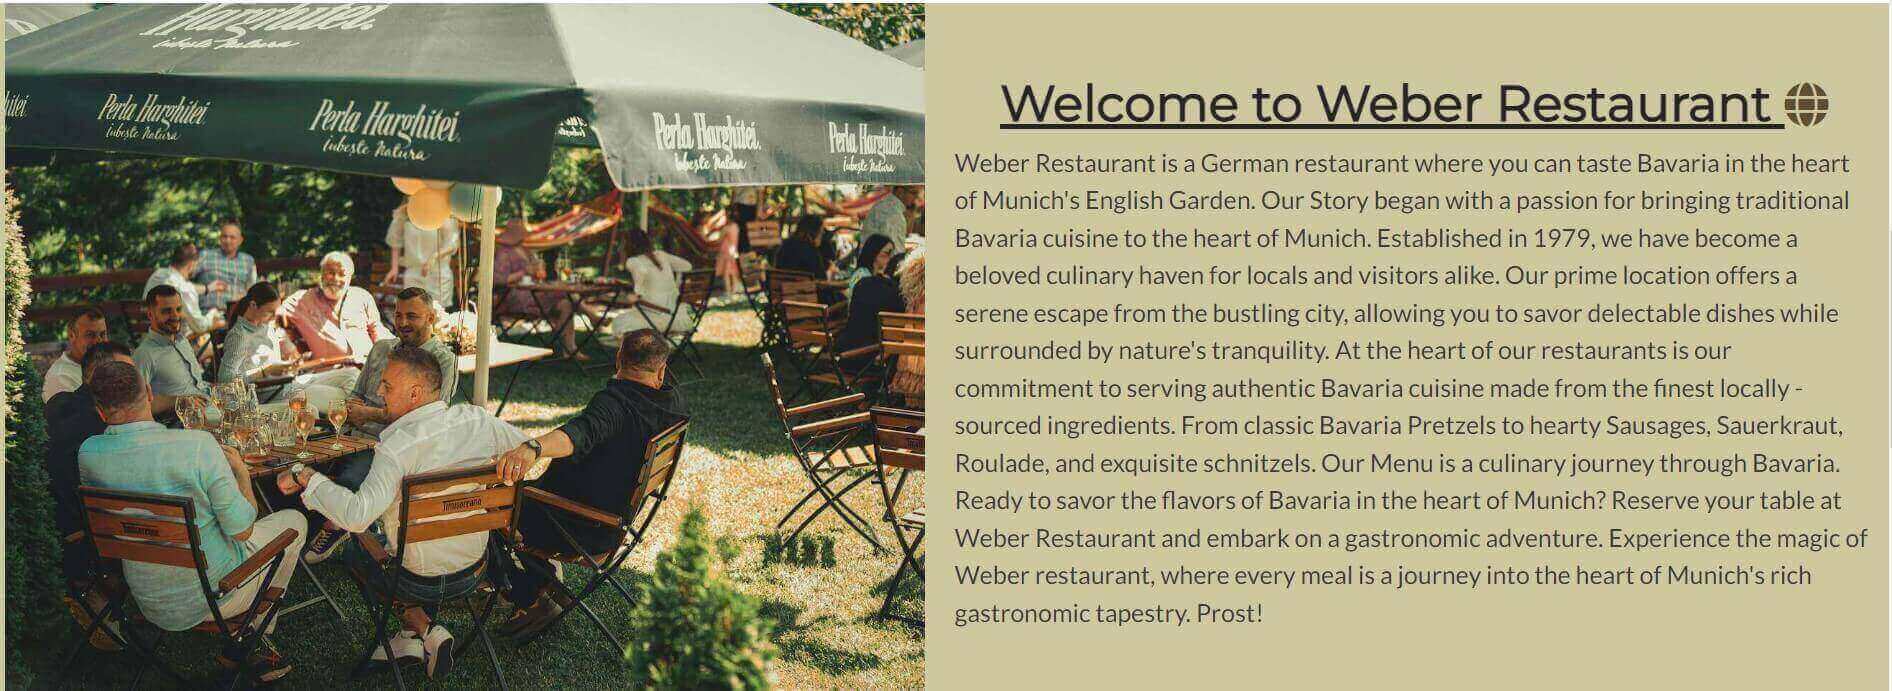 Harghitei.
iubește Natura
Perla Harghitei
iubește Natura
Perla Harghitei.
iubește Natura
Perla Harghitei.
iubește Natura
Perla Harghitei.
iubește Natura
Timisoreana
Timisoreana
Welcome to Weber Restaurant
Weber Restaurant is a German restaurant where you can taste Bavaria in the heart
of Munich's English Garden. Our Story began with a passion for bringing traditional
Bavaria cuisine to the heart of Munich. Established in 1979, we have become a
beloved culinary haven for locals and visitors alike. Our prime location offers a
serene escape from the bustling city, allowing you to savor delectable dishes while
surrounded by nature's tranquility. At the heart of our restaurants is our
commitment to serving authentic Bavaria cuisine made from the finest locally -
sourced ingredients. From classic Bavaria Pretzels to hearty Sausages, Sauerkraut,
Roulade, and exquisite schnitzels. Our Menu is a culinary journey through Bavaria.
Ready to savor the flavors of Bavaria in the heart of Munich? Reserve your table at
Weber Restaurant and embark on a gastronomic adventure. Experience the magic of
Weber restaurant, where every meal is a journey into the heart of Munich's rich
gastronomic tapestry. Prost!